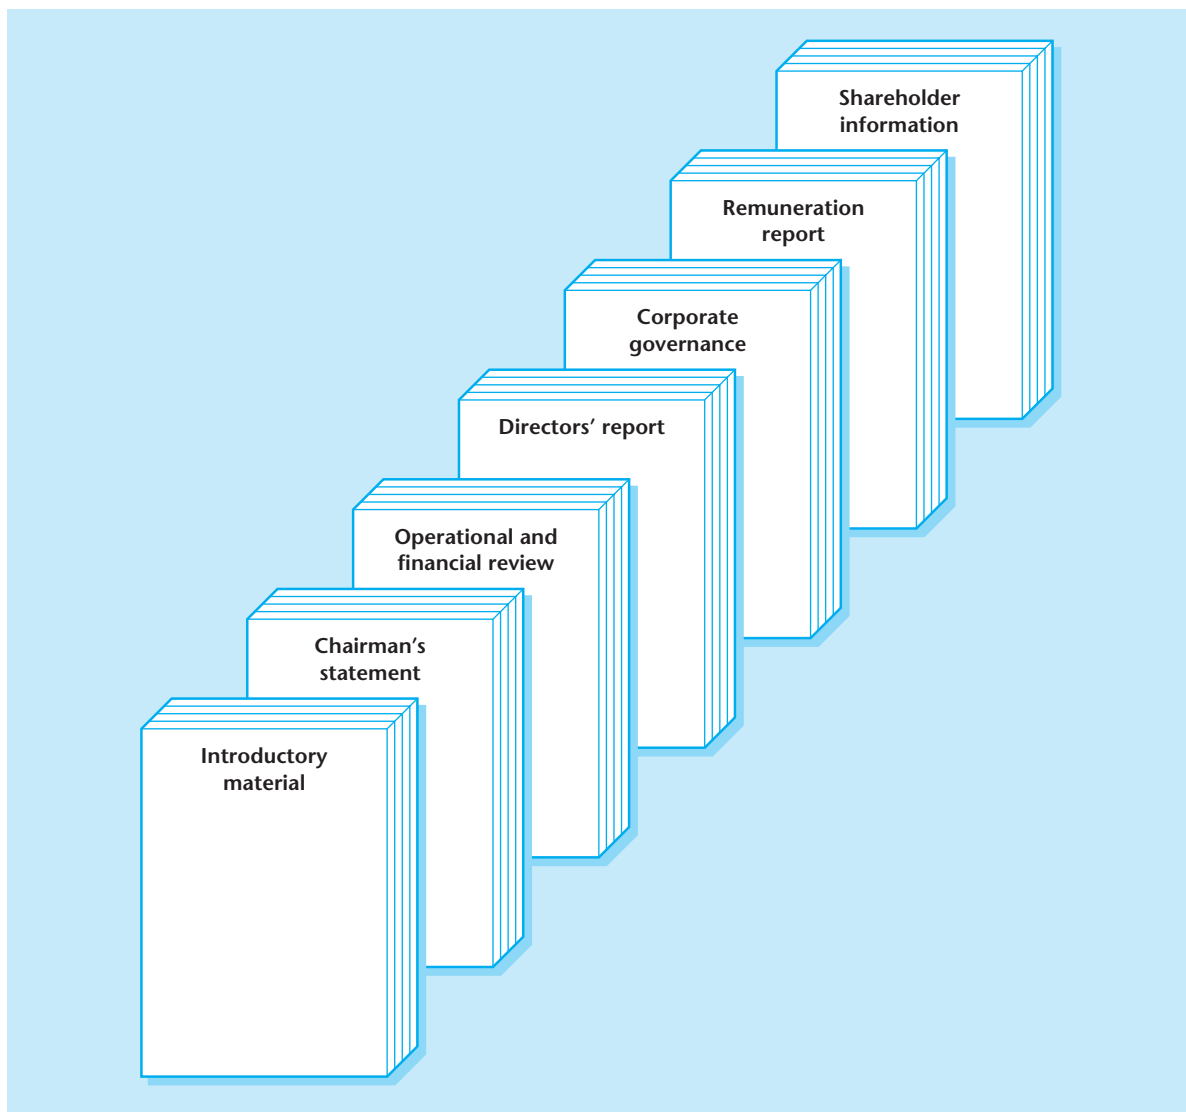 Shareholder
information
Remuneration
report
Corporate
governance
Directors’ report
Operational and
financial review
Chairman’s
statement
Introductory
material